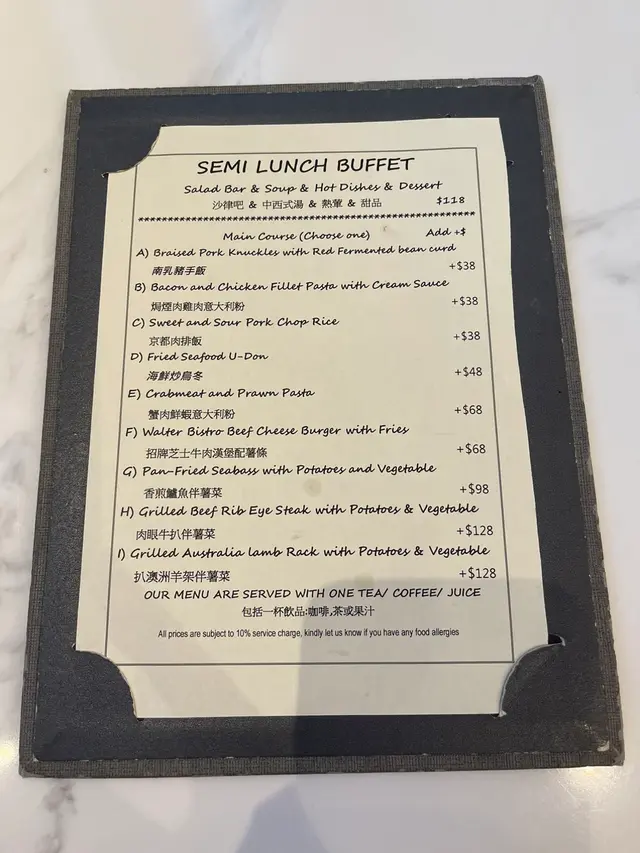 SEMI LUNCH BUFFET
Salad Bar & Soup & Hot Dishes & Dessert
沙律吧 & 中西式湯 & 熱葷 & 甜品 $118
************************************************************
Main Course (Choose one) Add +$
A) Braised Pork Knuckles with Red Fermented bean curd
南乳豬手飯 +$38
B) Bacon and Chicken Fillet Pasta with Cream Sauce
焗煙肉雞肉意大利粉 +$38
C) Sweet and Sour Pork Chop Rice
京都肉排飯 +$38
D) Fried Seafood U-Don
海鮮炒烏冬 +$48
E) Crabmeat and Prawn Pasta
蟹肉鮮蝦意大利粉 +$68
F) Walter Bistro Beef Cheese Burger with Fries
招牌芝士牛肉漢堡配薯條 +$68
G) Pan-Fried Seabass with Potatoes and Vegetable
香煎鱸魚伴薯菜 +$98
H) Grilled Beef Rib Eye Steak with Potatoes & Vegetable
肉眼牛扒伴薯菜 +$128
I) Grilled Australia lamb Rack with Potatoes & Vegetable
扒澳洲羊架伴薯菜 +$128
OUR MENU ARE SERVED WITH ONE TEA/ COFFEE/ JUICE
包括一杯飲品:咖啡,茶或果汁
All prices are subject to 10% service charge, kindly let us know if you have any food allergies